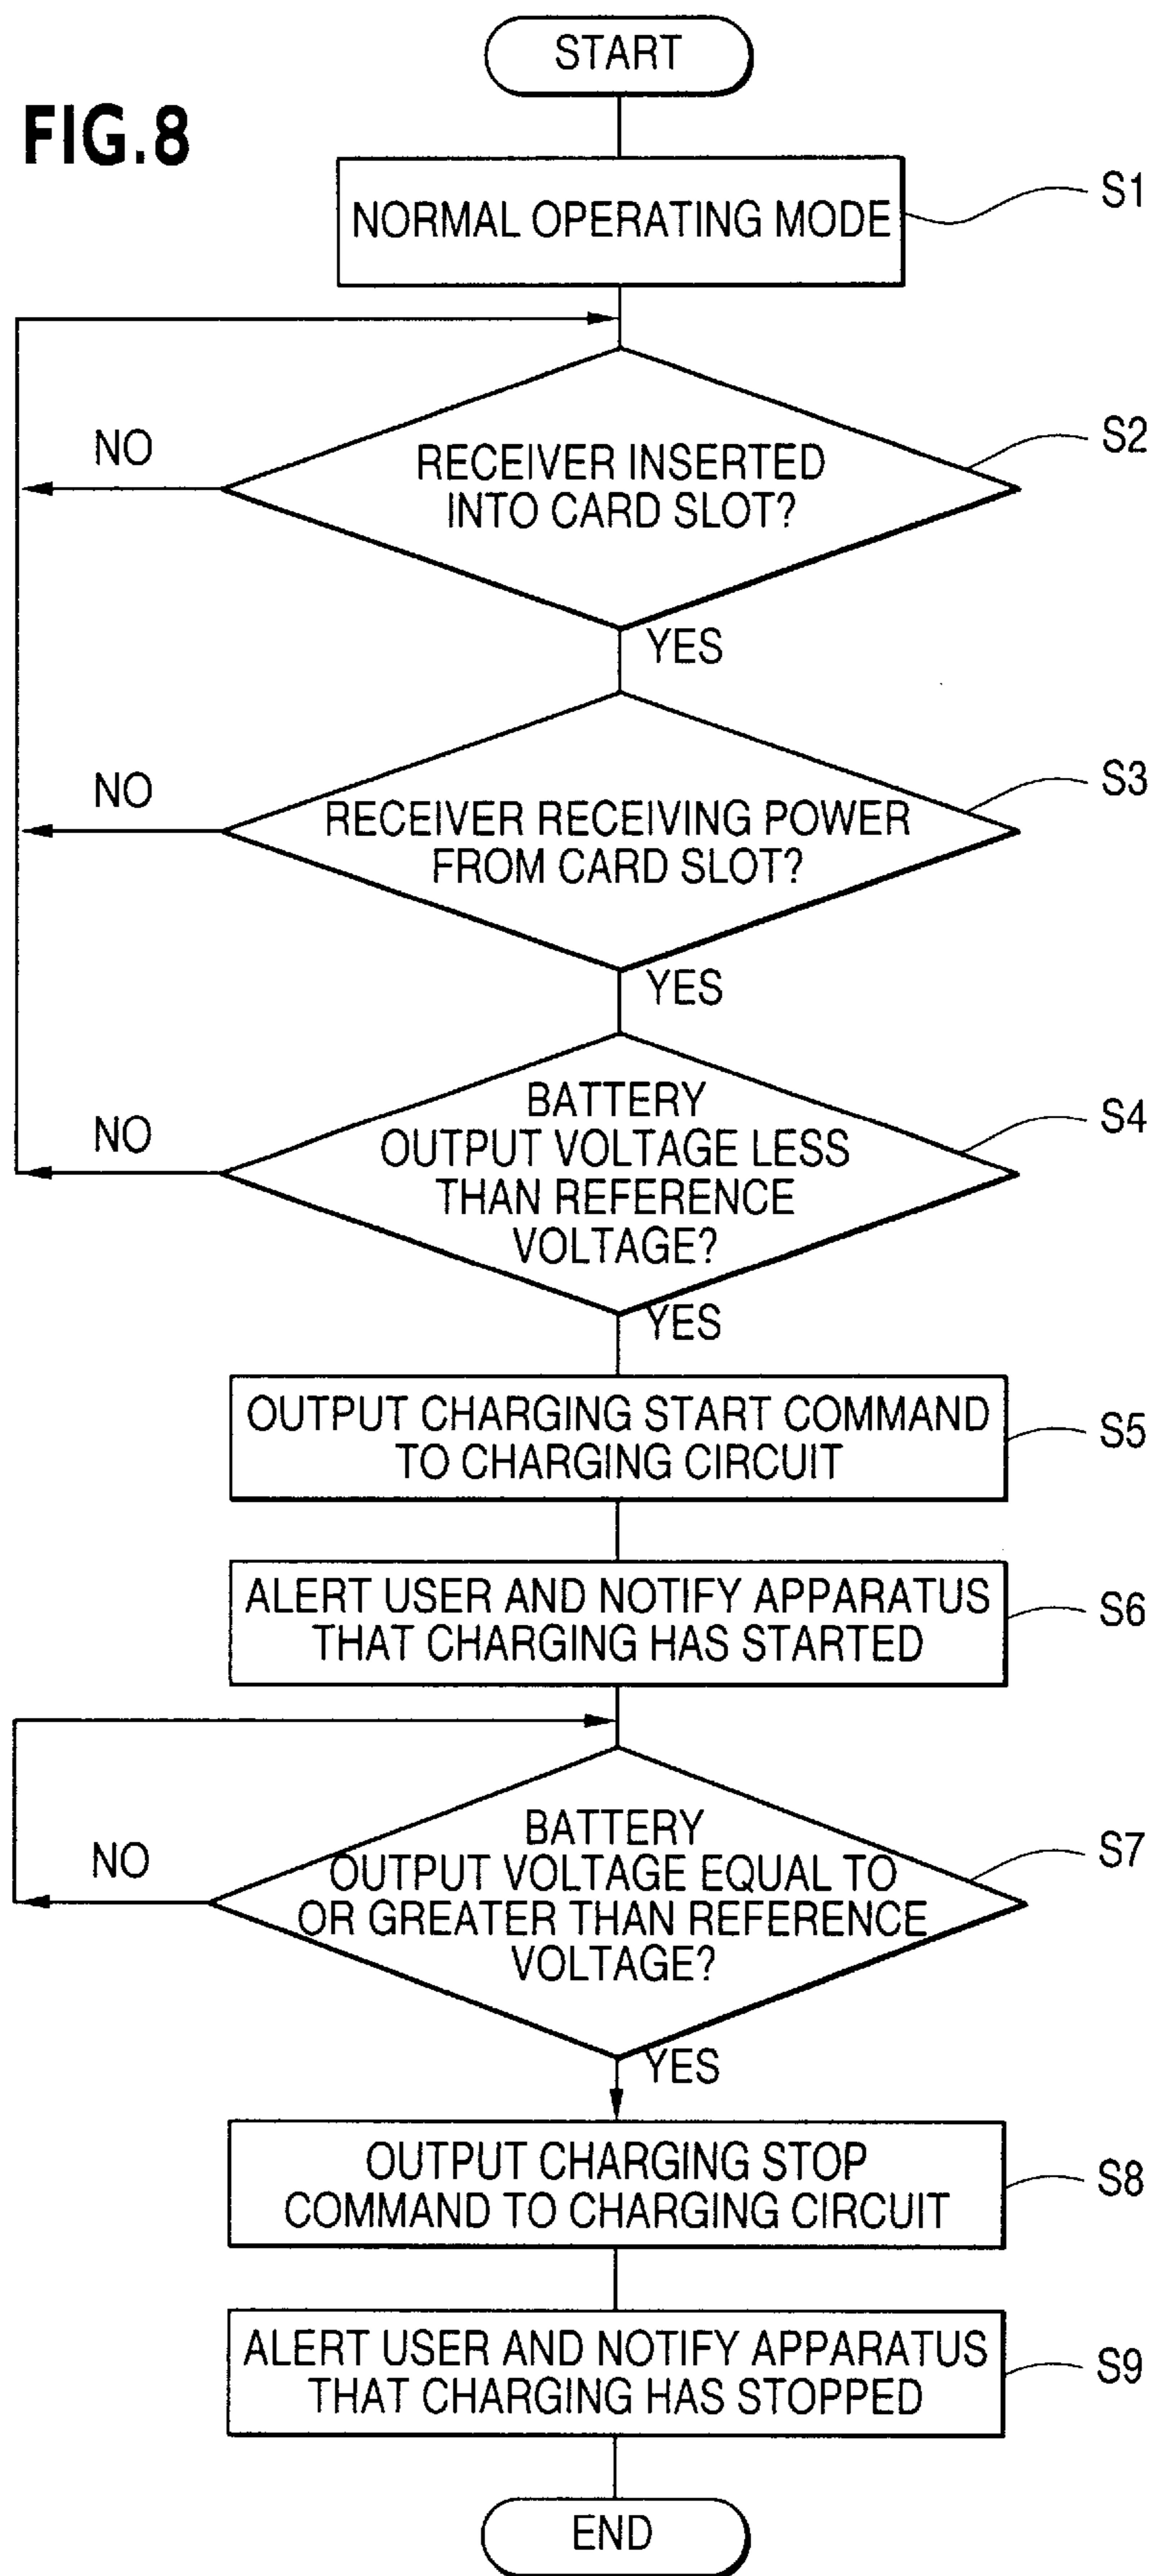 START
FIG.8
NORMAL OPERATING MODE
S1
NO
RECEIVER INSERTED
INTO CARD SLOT?
S2
YES
NO
RECEIVER RECEIVING POWER
FROM CARD SLOT?
S3
YES
NO
BATTERY
OUTPUT VOLTAGE LESS
THAN REFERENCE
VOLTAGE?
S4
YES
OUTPUT CHARGING START COMMAND
TO CHARGING CIRCUIT
S5
ALERT USER AND NOTIFY APPARATUS
THAT CHARGING HAS STARTED
S6
NO
BATTERY
OUTPUT VOLTAGE EQUAL TO
OR GREATER THAN REFERENCE
VOLTAGE?
S7
YES
OUTPUT CHARGING STOP
COMMAND TO CHARGING CIRCUIT
S8
ALERT USER AND NOTIFY APPARATUS
THAT CHARGING HAS STOPPED
S9
END